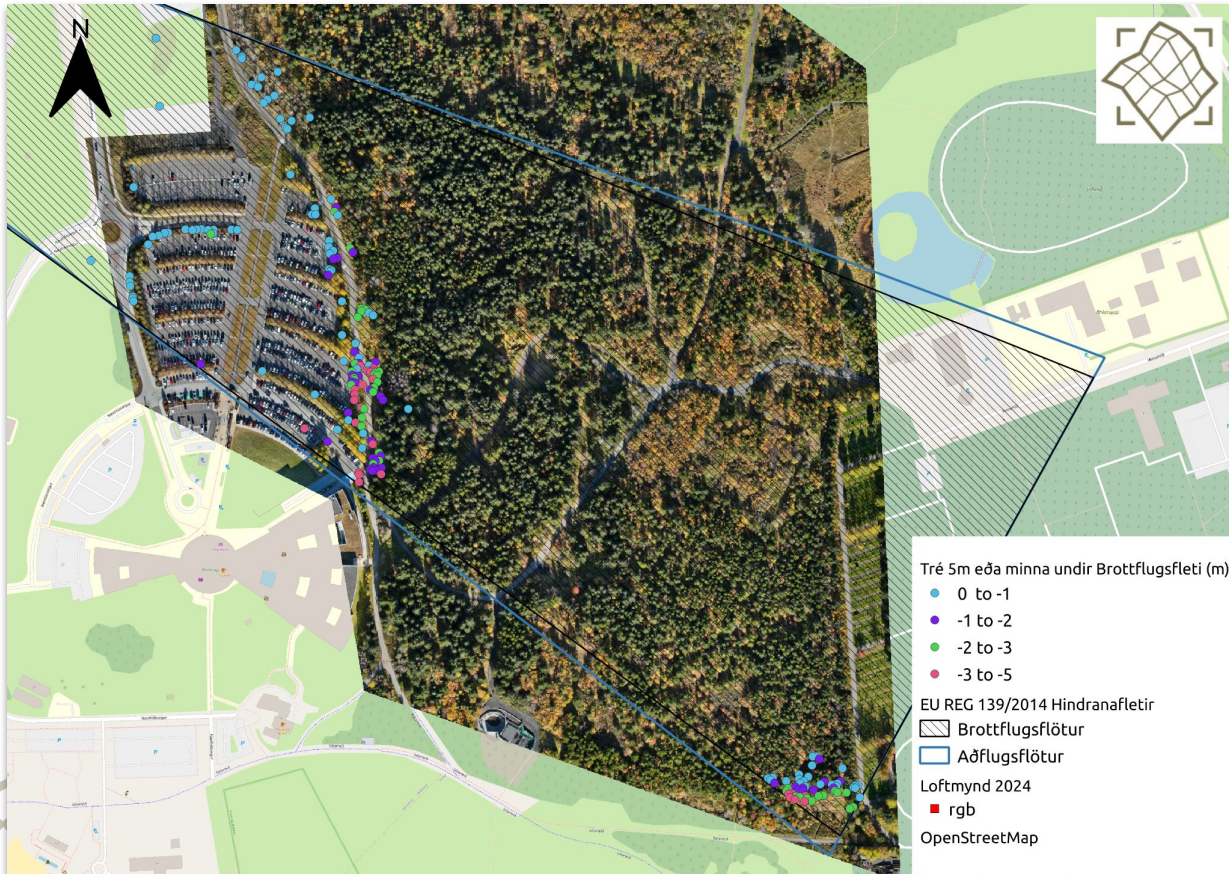 N
Tré 5m eða minna undir Brottflugsfleti (m)
0 to -1
-1 to -2
-2 to -3
-3 to -5
EU REG 139/2014 Hindranafletir
Brottflugsflötur
Aðflugsflötur
Loftmynd 2024
rgb
OpenStreetMap